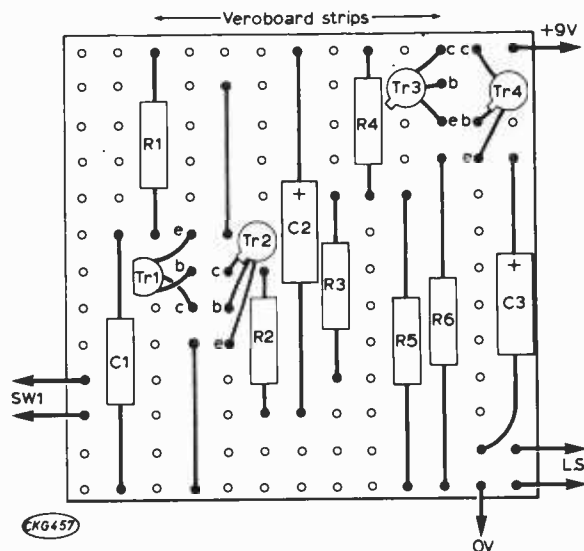 Veroboard strips
+9V
c c
Tr3
b
Tr4
e b
e
R1
R4
+
C2
e
Tr2
Tr1
b
c
c
b
e
R3
R2
+
C3
C1
R5
R6
SW1
L.S
CKG457
0V